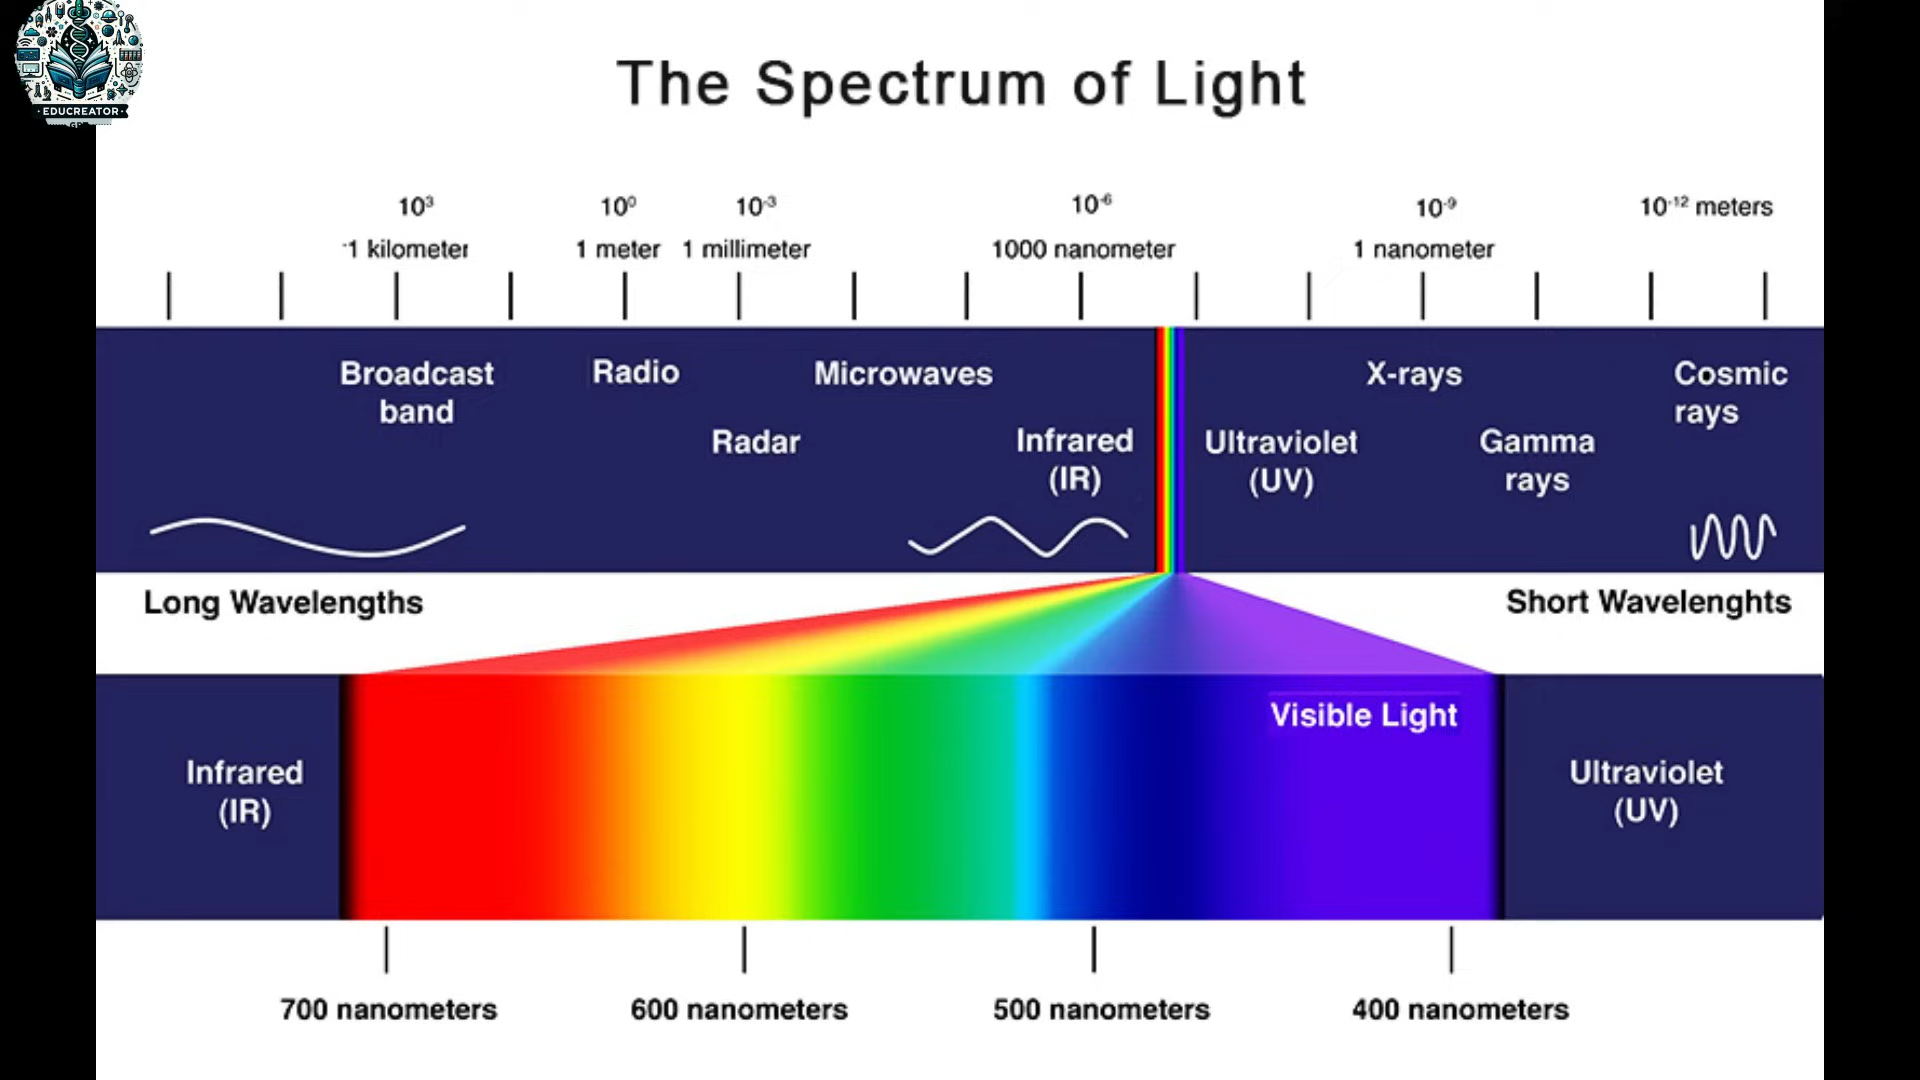 · EDUCREATOR ·
The Spectrum of Light
10³
10⁰
10⁻³
10⁻⁶
10⁻⁹
10⁻¹² meters
1 kilometer
1 meter
1 millimeter
1000 nanometer
1 nanometer
Broadcast
band
Radio
Microwaves
X-rays
Cosmic
rays
Radar
Infrared
(IR)
Ultraviolet
(UV)
Gamma
rays
Long Wavelengths
Short Wavelenghts
Visible Light
Infrared
(IR)
Ultraviolet
(UV)
700 nanometers
600 nanometers
500 nanometers
400 nanometers